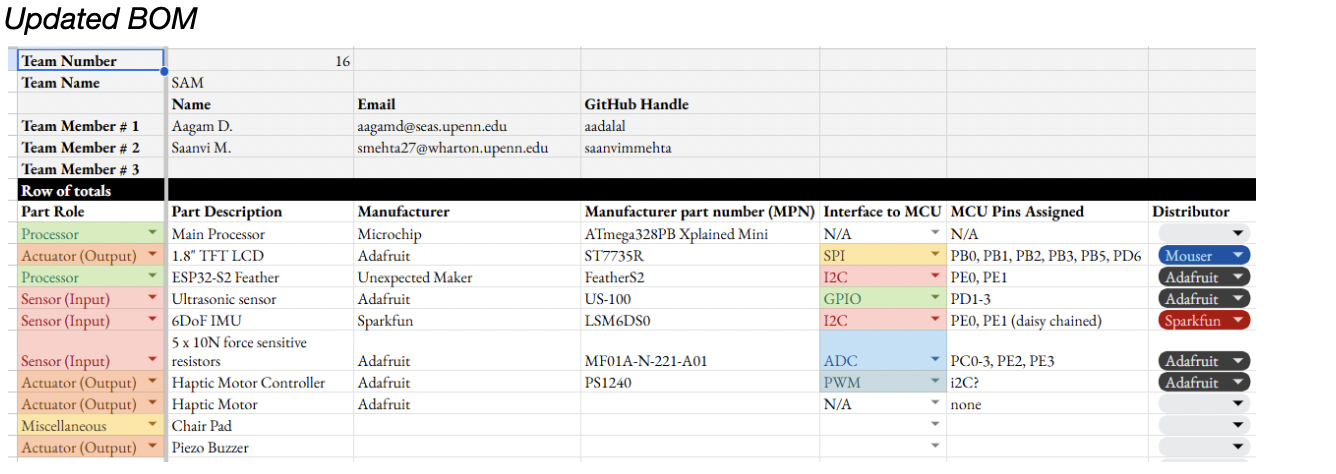 Updated BOM
Team Number 16
Team Name SAM
Name Email GitHub Handle
Team Member # 1 Aagam D. aagamd@seas.upenn.edu aadalal
Team Member # 2 Saanvi M. smehta27@wharton.upenn.edu saanvimmehta
Team Member # 3
Row of totals
Part Role Part Description Manufacturer Manufacturer part number (MPN) Interface to MCU MCU Pins Assigned Distributor
Processor Main Processor Microchip ATmega328PB Xplained Mini N/A N/A
Actuator (Output) 1.8" TFT LCD Adafruit ST7735R SPI PB0, PB1, PB2, PB3, PB5, PD6 Mouser
Processor ESP32-S2 Feather Unexpected Maker FeatherS2 I2C PE0, PE1 Adafruit
Sensor (Input) Ultrasonic sensor Adafruit US-100 GPIO PD1-3 Adafruit
Sensor (Input) 6DoF IMU Sparkfun LSM6DS0 I2C PE0, PE1 (daisy chained) Sparkfun
5 x 10N force sensitive
Sensor (Input) resistors Adafruit MF01A-N-221-A01 ADC PC0-3, PE2, PE3 Adafruit
Actuator (Output) Haptic Motor Controller Adafruit PS1240 PWM i2C? Adafruit
Actuator (Output) Haptic Motor Adafruit N/A none
Miscellaneous Chair Pad
Actuator (Output) Piezo Buzzer